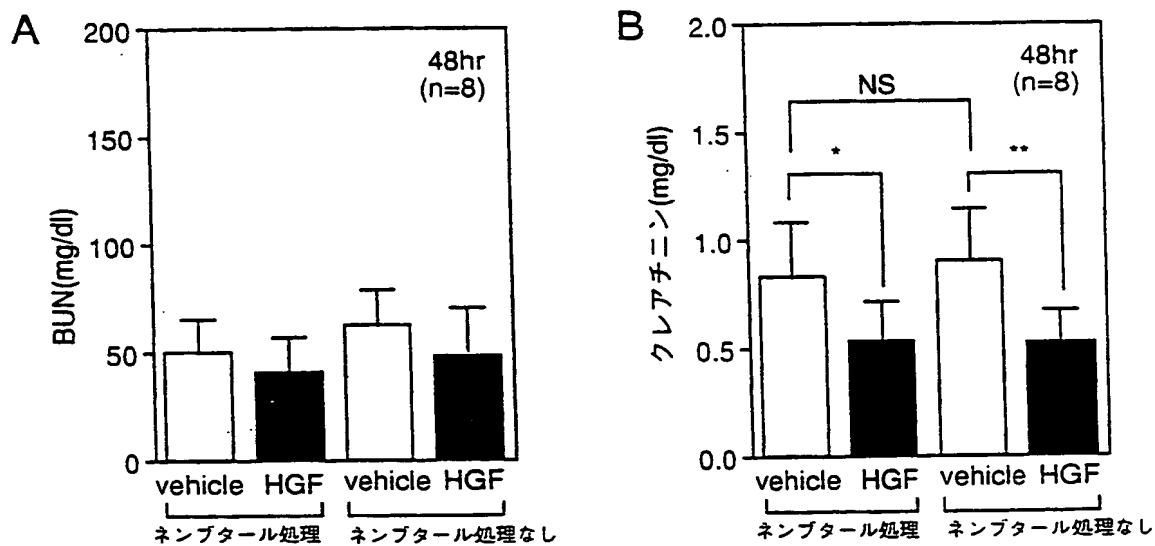 A
200
150
100
50
0
BUN(mg/dl)
48hr
(n=8)
vehicle HGF vehicle HGF
ネンブタール処理 ネンブタール処理なし
B
2.0
1.5
1.0
0.5
0.0
クレアチニン(mg/dl)
48hr
(n=8)
NS
* **
vehicle HGF vehicle HGF
ネンブタール処理 ネンブタール処理なし